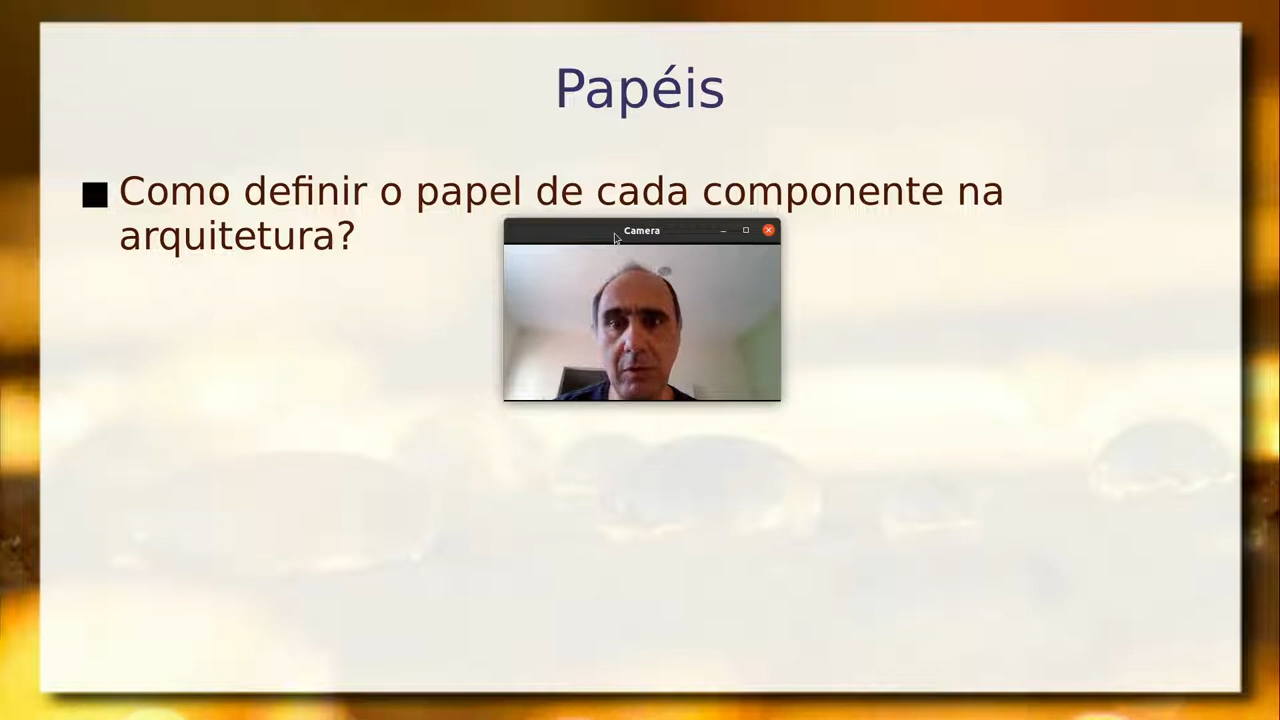 Papéis
Como definir o papel de cada componente na
arquitetura?
Camera